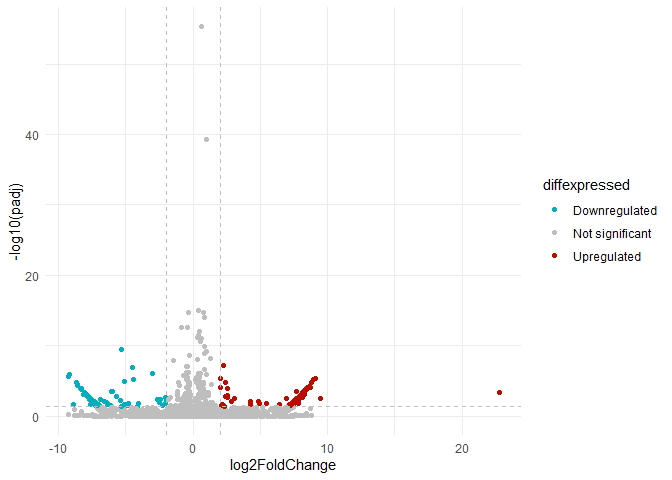 40
20
0
-10
0
10
20
-log10(padj)
log2FoldChange
diffexpressed
Downregulated
Not significant
Upregulated